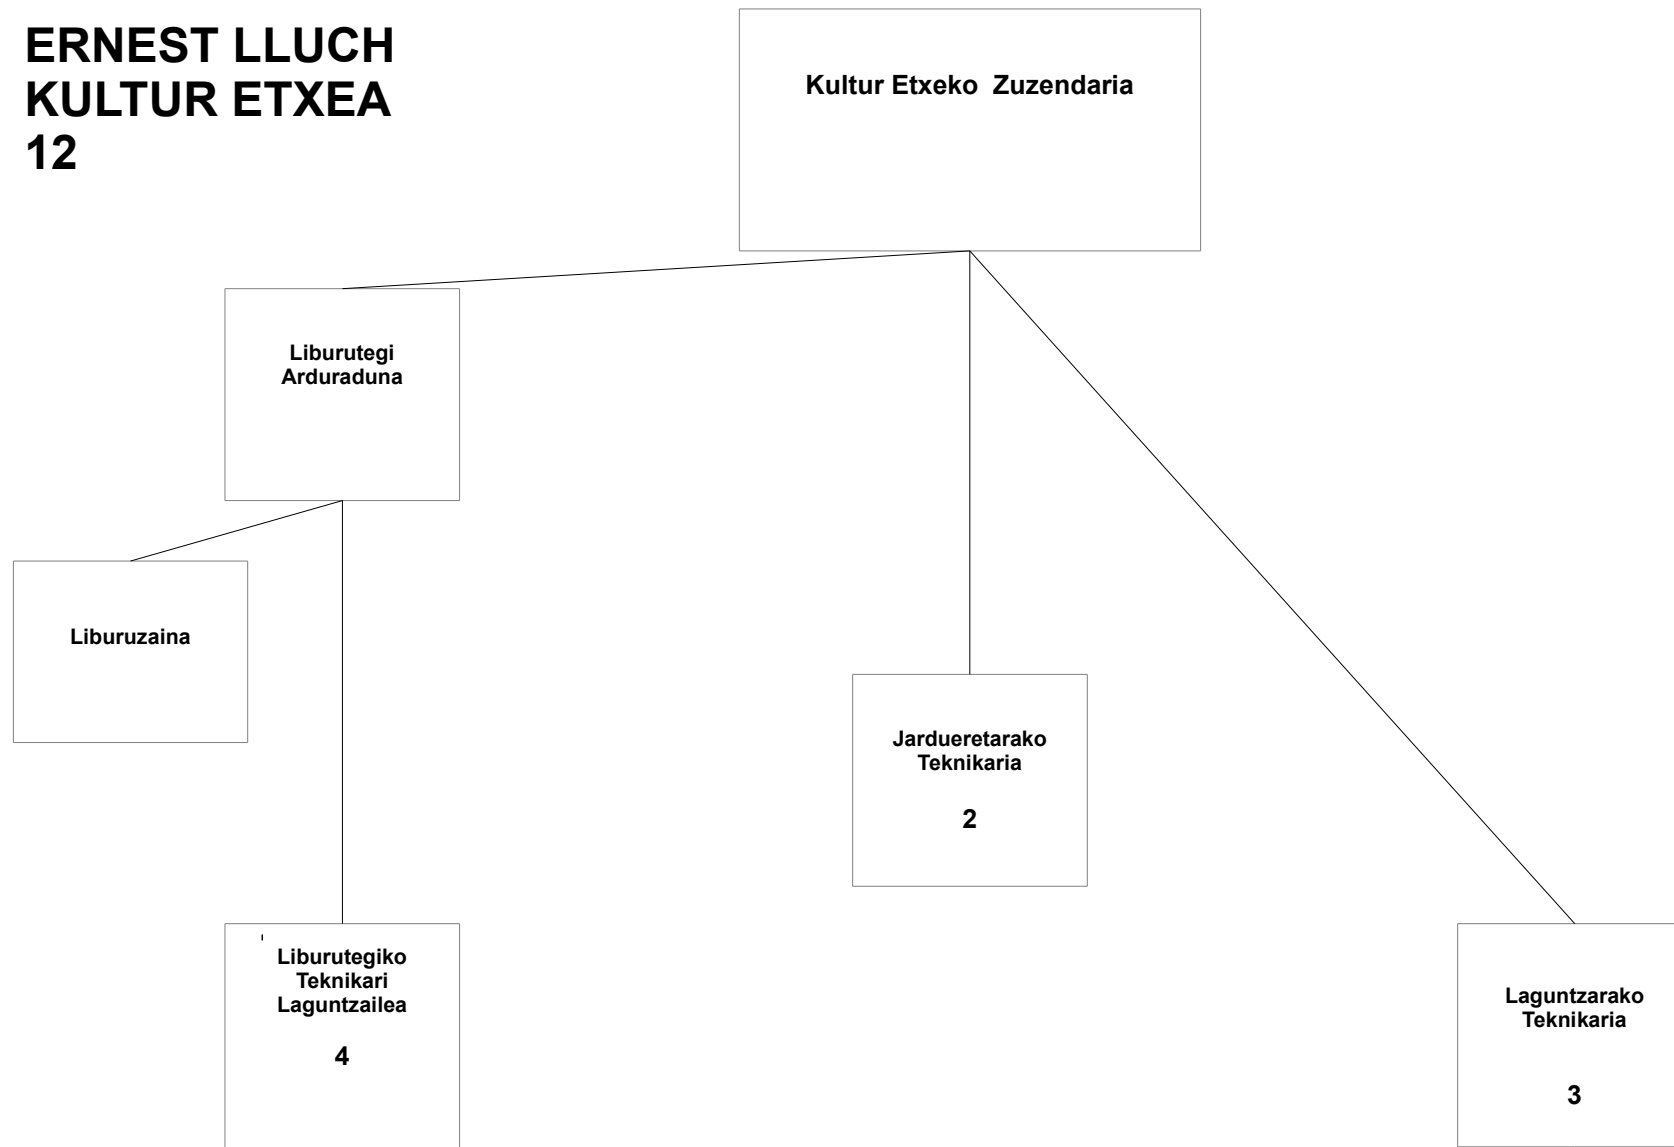 ERNEST LLUCH
KULTUR ETXEA
12
Kultur Etxeko Zuzendaria
Liburutegi
Arduraduna
Liburuzaina
Jardueretarako
Teknikaria
2
Liburutegiko
Teknikari
Laguntzailea
4
Laguntzarako
Teknikaria
3